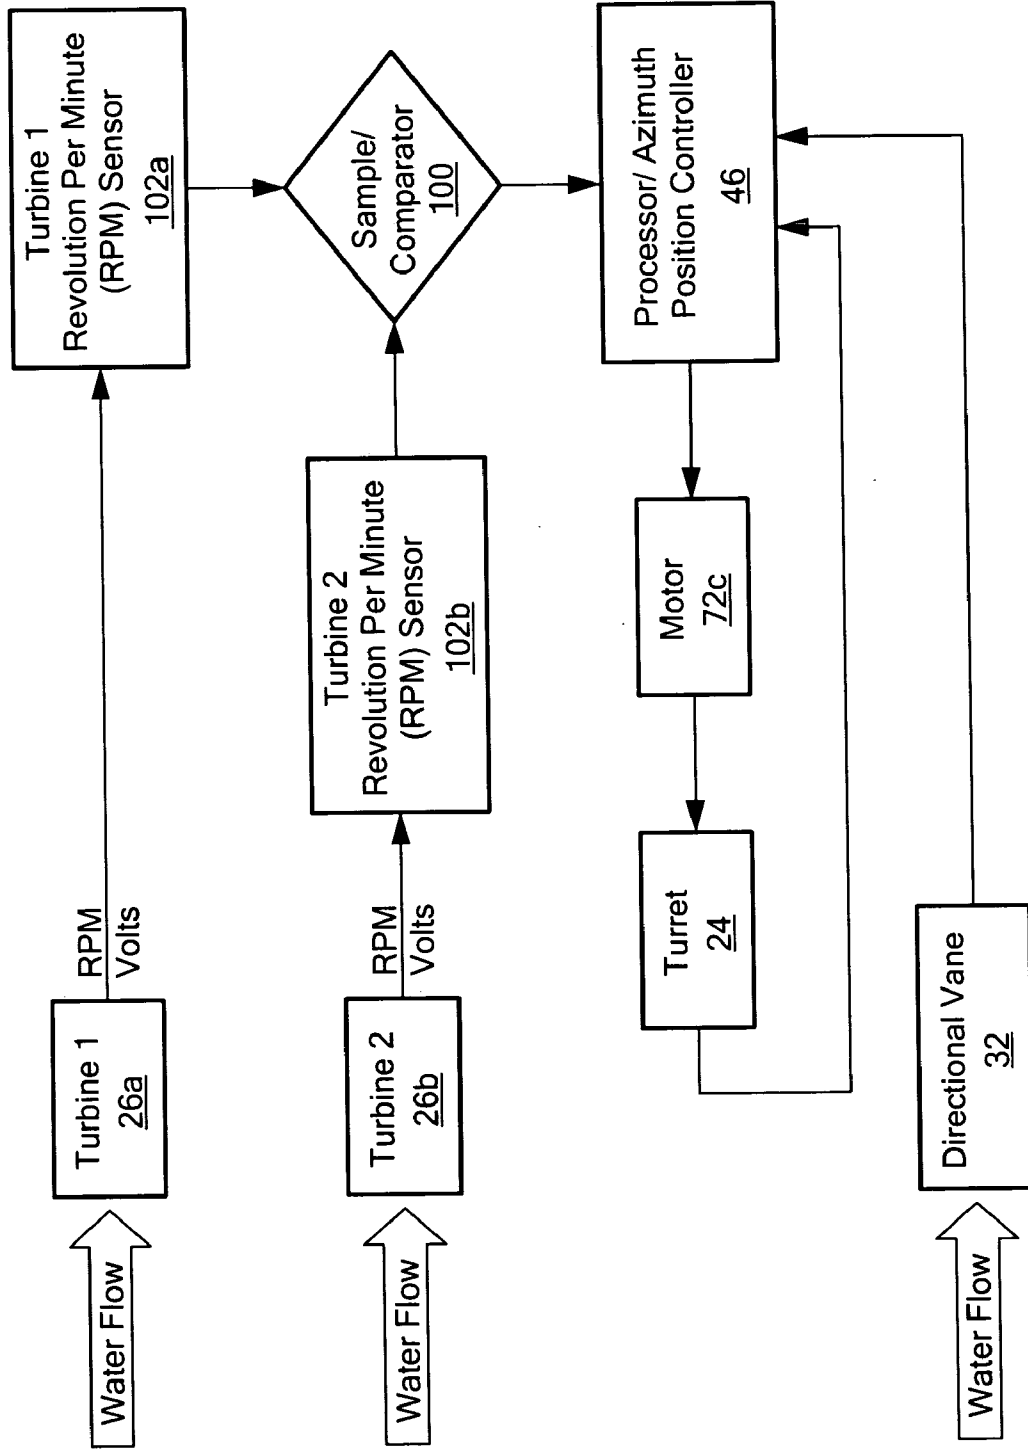 Water Flow
Turbine 1
26a
RPM
Volts
Turbine 1
Revolution Per Minute
(RPM) Sensor
102a
Water Flow
Turbine 2
26b
RPM
Volts
Turbine 2
Revolution Per Minute
(RPM) Sensor
102b
Sample/
Comparator
100
Turret
24
Motor
72c
Processor/ Azimuth
Position Controller
46
Water Flow
Directional Vane
32